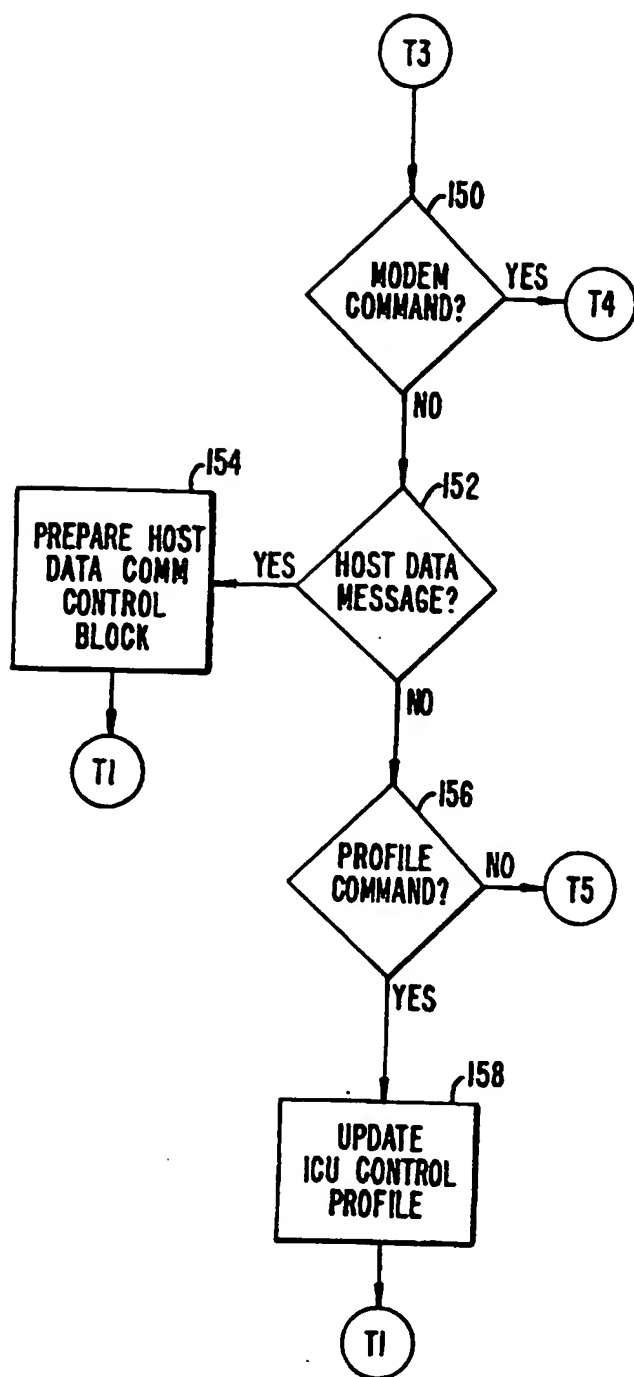 T3
150
MODEM
COMMAND?
YES
T4
NO
154
152
PREPARE HOST
DATA COMM
CONTROL
BLOCK
YES
HOST DATA
MESSAGE?
T1
NO
156
PROFILE
COMMAND?
NO
T5
YES
158
UPDATE
ICU CONTROL
PROFILE
T1